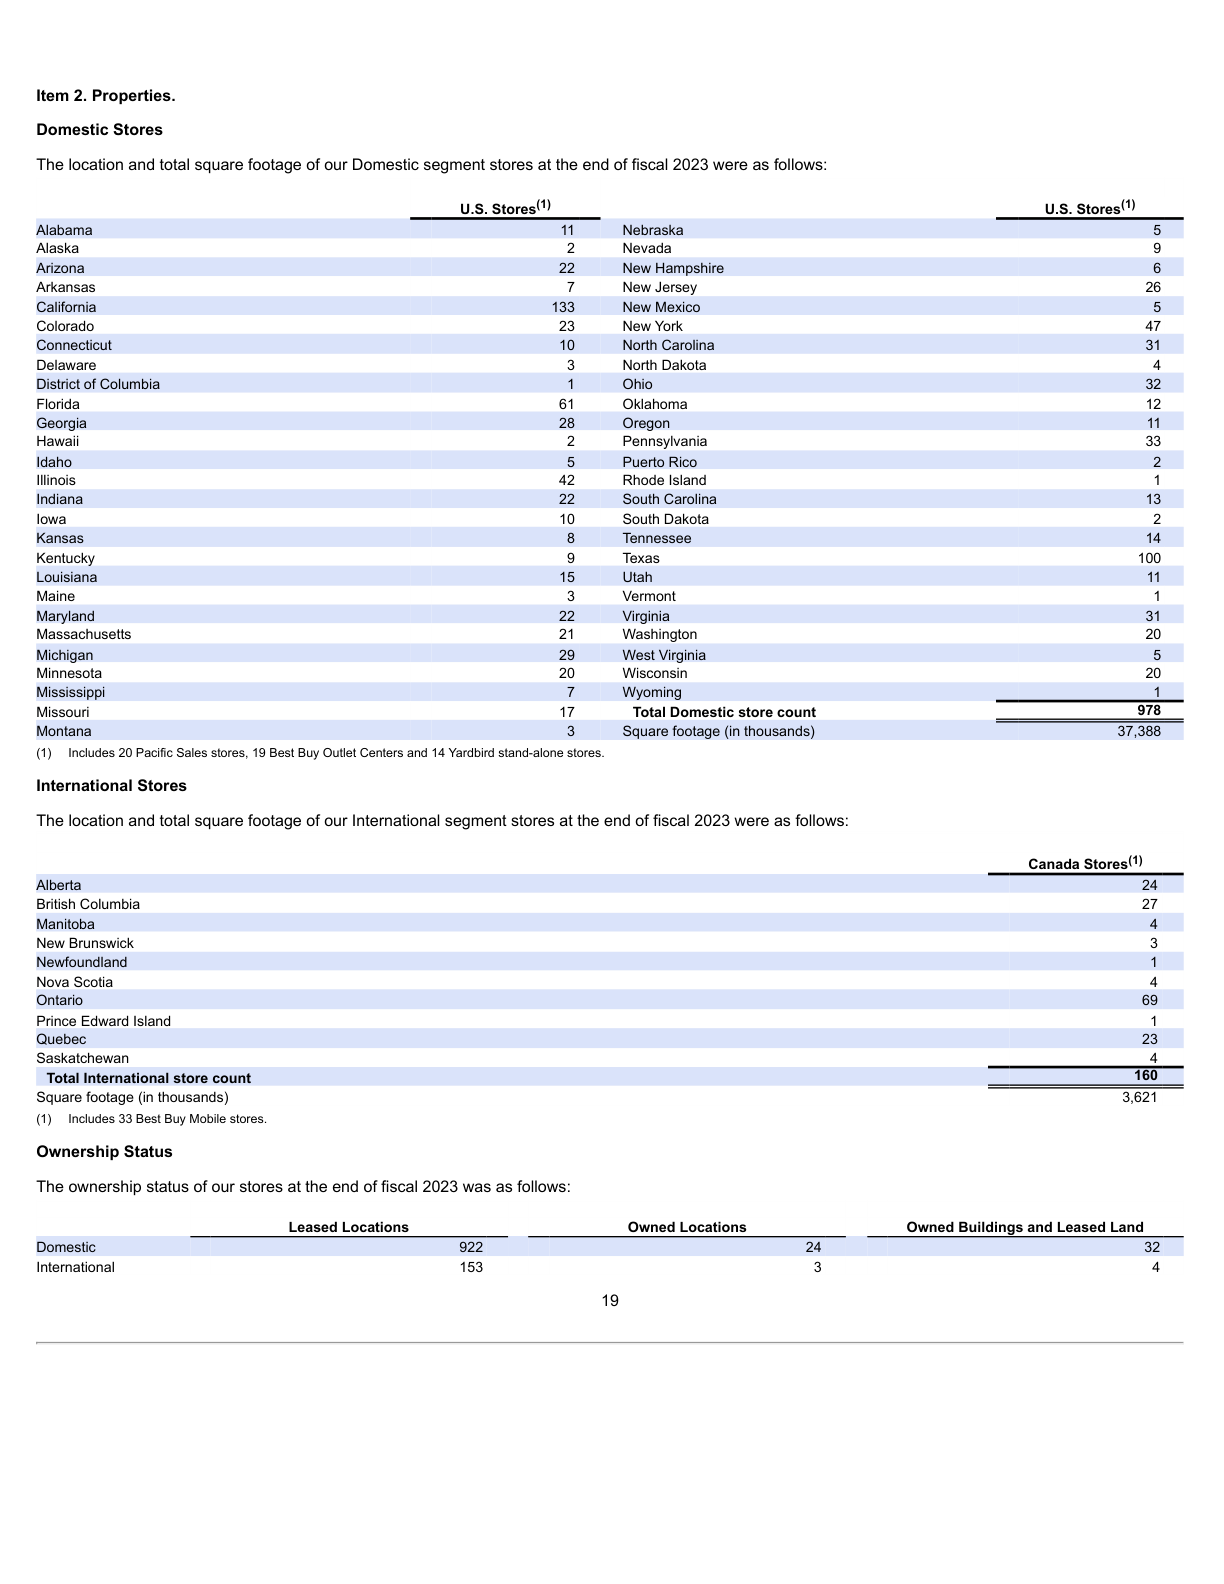 Item 2. Properties.
Domestic Stores
The location and total square footage of our Domestic segment stores at the end of fiscal 2023 were as follows:
U.S. Stores(1) U.S. Stores(1)
Alabama 11 Nebraska 5
Alaska 2 Nevada 9
Arizona 22 New Hampshire 6
Arkansas 7 New Jersey 26
California 133 New Mexico 5
Colorado 23 New York 47
Connecticut 10 North Carolina 31
Delaware 3 North Dakota 4
District of Columbia 1 Ohio 32
Florida 61 Oklahoma 12
Georgia 28 Oregon 11
Hawaii 2 Pennsylvania 33
Idaho 5 Puerto Rico 2
Illinois 42 Rhode Island 1
Indiana 22 South Carolina 13
Iowa 10 South Dakota 2
Kansas 8 Tennessee 14
Kentucky 9 Texas 100
Louisiana 15 Utah 11
Maine 3 Vermont 1
Maryland 22 Virginia 31
Massachusetts 21 Washington 20
Michigan 29 West Virginia 5
Minnesota 20 Wisconsin 20
Mississippi 7 Wyoming 1
Missouri 17 Total Domestic store count 978
Montana 3 Square footage (in thousands) 37,388
(1) Includes 20 Pacific Sales stores, 19 Best Buy Outlet Centers and 14 Yardbird stand-alone stores.
International Stores
The location and total square footage of our International segment stores at the end of fiscal 2023 were as follows:
Canada Stores(1)
Alberta 24
British Columbia 27
Manitoba 4
New Brunswick 3
Newfoundland 1
Nova Scotia 4
Ontario 69
Prince Edward Island 1
Quebec 23
Saskatchewan 4
Total International store count 160
Square footage (in thousands) 3,621
(1) Includes 33 Best Buy Mobile stores.
Ownership Status
The ownership status of our stores at the end of fiscal 2023 was as follows:
Leased Locations Owned Locations Owned Buildings and Leased Land
Domestic 922 24 32
International 153 3 4
19